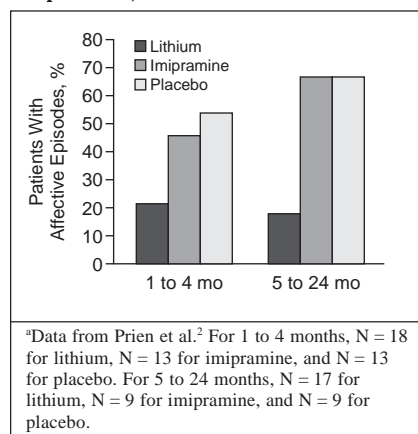 80
70
60
50
40
30
20
10
0
Patients With
Affective Episodes, %
Lithium
Imipramine
Placebo
1 to 4 mo
5 to 24 mo
aData from Prien et al.2 For 1 to 4 months, N = 18
for lithium, N = 13 for imipramine, and N = 13
for placebo. For 5 to 24 months, N = 17 for
lithium, N = 9 for imipramine, and N = 9 for
placebo.